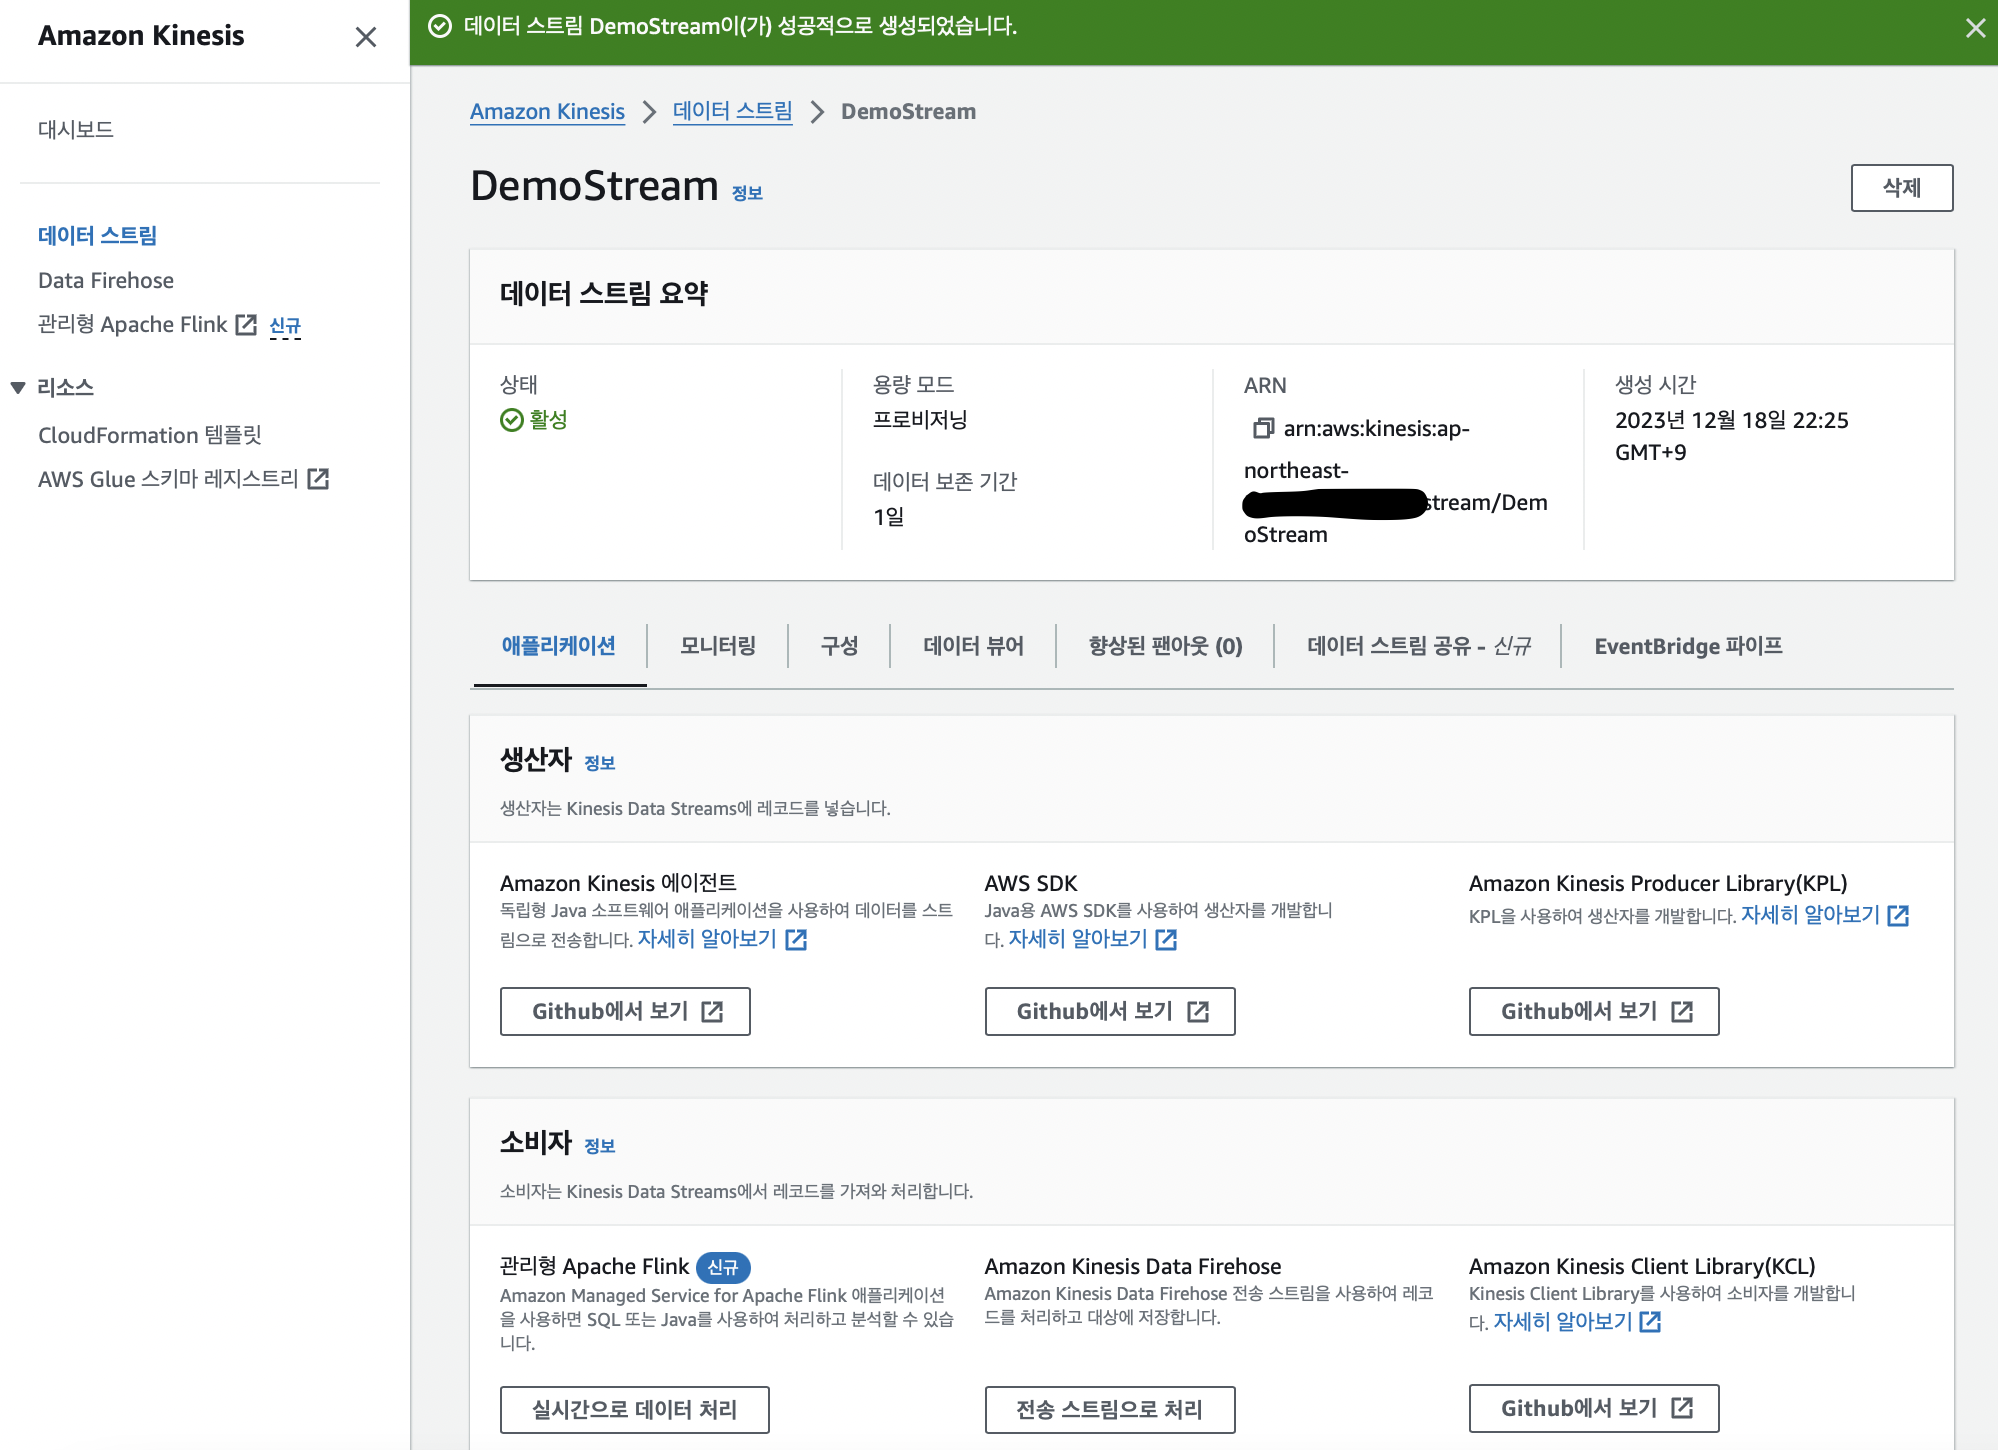 Amazon Kinesis
대시보드
데이터 스트림
Data Firehose
관리형 Apache Flink 신규
리소스
CloudFormation 템플릿
AWS Glue 스키마 레지스트리
데이터 스트림 DemoStream이(가) 성공적으로 생성되었습니다.
Amazon Kinesis 데이터 스트림 DemoStream
DemoStream 정보
삭제
데이터 스트림 요약
상태
활성
용량 모드
프로비저닝
데이터 보존 기간
1일
ARN
arn:aws:kinesis:ap-
northeast-
stream/Dem
oStream
생성 시간
2023년 12월 18일 22:25
GMT+9
애플리케이션 모니터링 구성 데이터 뷰어 향상된 팬아웃 (0) 데이터 스트림 공유 - 신규 EventBridge 파이프
생산자 정보
생산자는 Kinesis Data Streams에 레코드를 넣습니다.
Amazon Kinesis 에이전트
독립형 Java 소프트웨어 애플리케이션을 사용하여 데이터를 스트
림으로 전송합니다. 자세히 알아보기
Github에서 보기
AWS SDK
Java용 AWS SDK를 사용하여 생산자를 개발합니
다. 자세히 알아보기
Github에서 보기
Amazon Kinesis Producer Library(KPL)
KPL을 사용하여 생산자를 개발합니다. 자세히 알아보기
Github에서 보기
소비자 정보
소비자는 Kinesis Data Streams에서 레코드를 가져와 처리합니다.
관리형 Apache Flink 신규
Amazon Managed Service for Apache Flink 애플리케이션
을 사용하면 SQL 또는 Java를 사용하여 처리하고 분석할 수 있습
니다.
실시간으로 데이터 처리
Amazon Kinesis Data Firehose
Amazon Kinesis Data Firehose 전송 스트림을 사용하여 레코
드를 처리하고 대상에 저장합니다.
전송 스트림으로 처리
Amazon Kinesis Client Library(KCL)
Kinesis Client Library를 사용하여 소비자를 개발합니
다. 자세히 알아보기
Github에서 보기